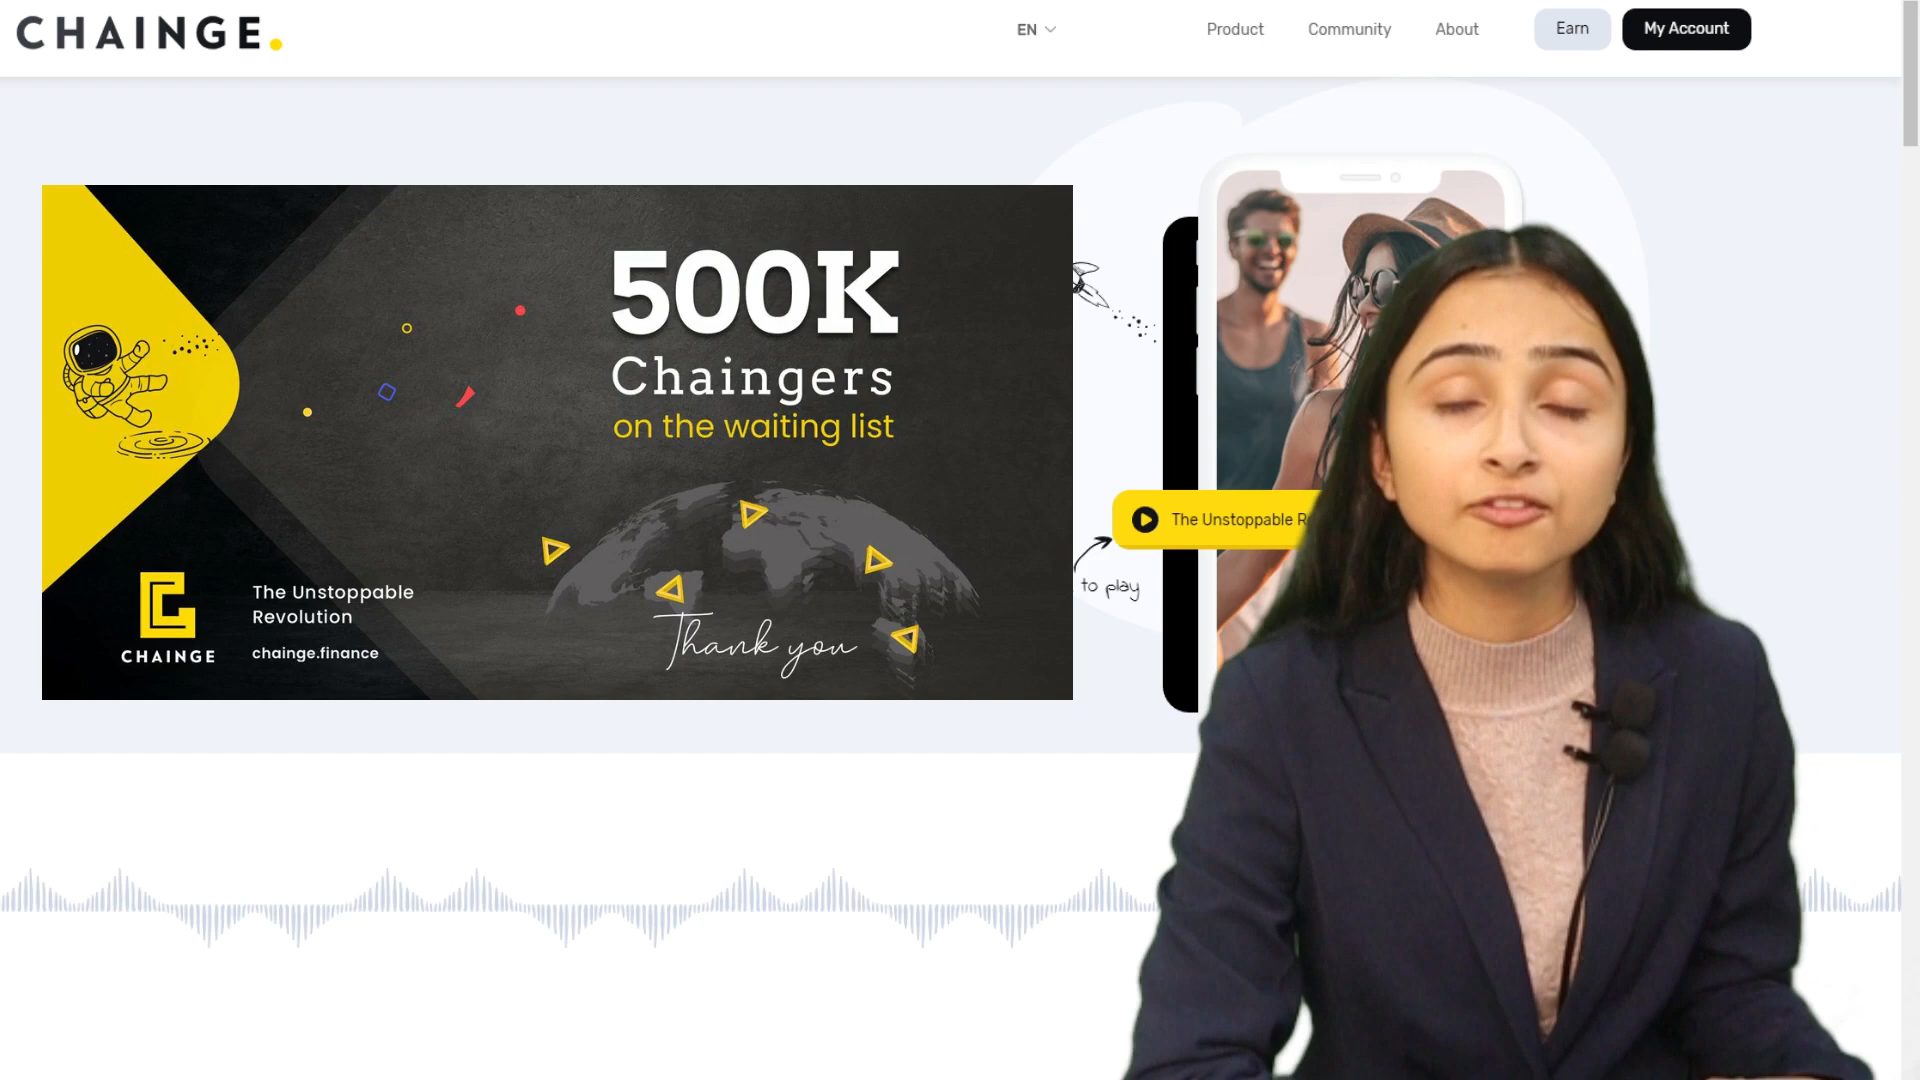 CHAINGE.
EN
Product
Community
About
Earn
My Account
500K
Chaingers
on the waiting list
The Unstoppable
to play
The Unstoppable
Revolution
CHAINGE
chainge.finance
Thank you